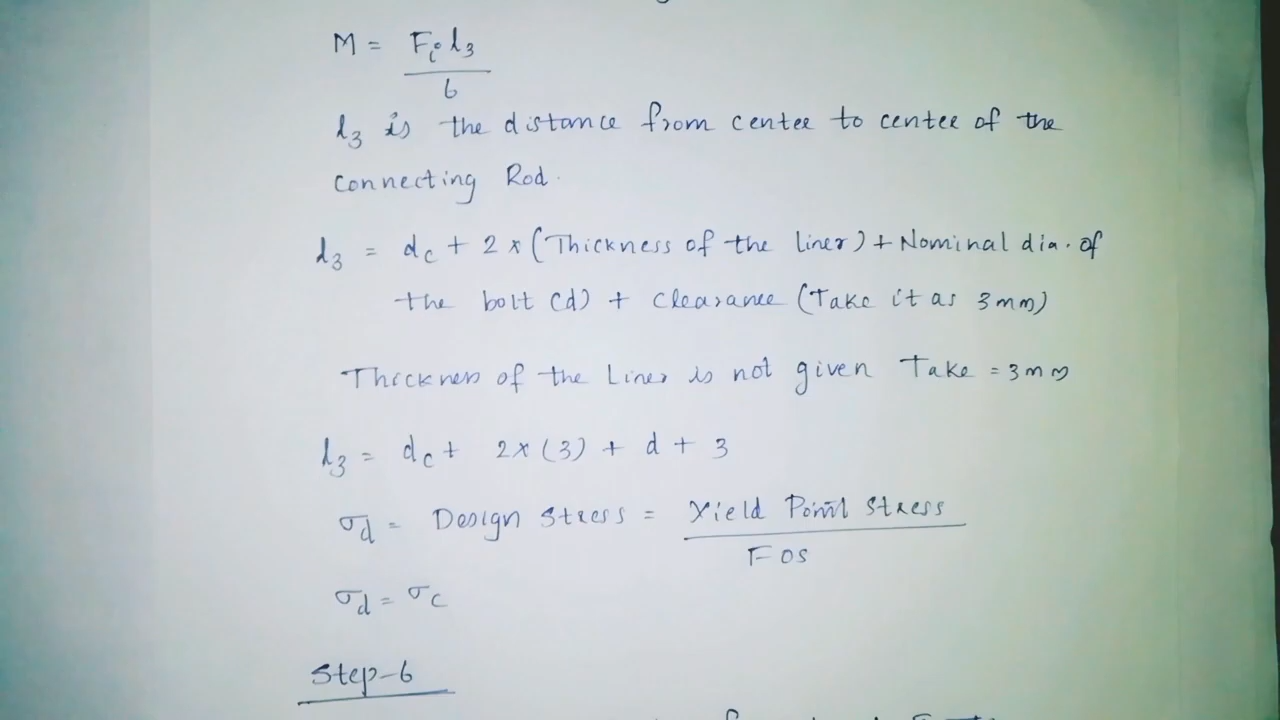 M = Fi l3
6
l3 is the distance from center to center of the
Connecting Rod.
l3 = dc + 2 x (Thickness of the liner) + Nominal dia. of
the bolt (d) + Clearance (Take it as 3mm)
Thickness of the Liner is not given Take = 3mm
l3 = dc + 2x(3) + d + 3
σd = Design Stress = Yield Point Stress
FOS
σd = σc
Step-6